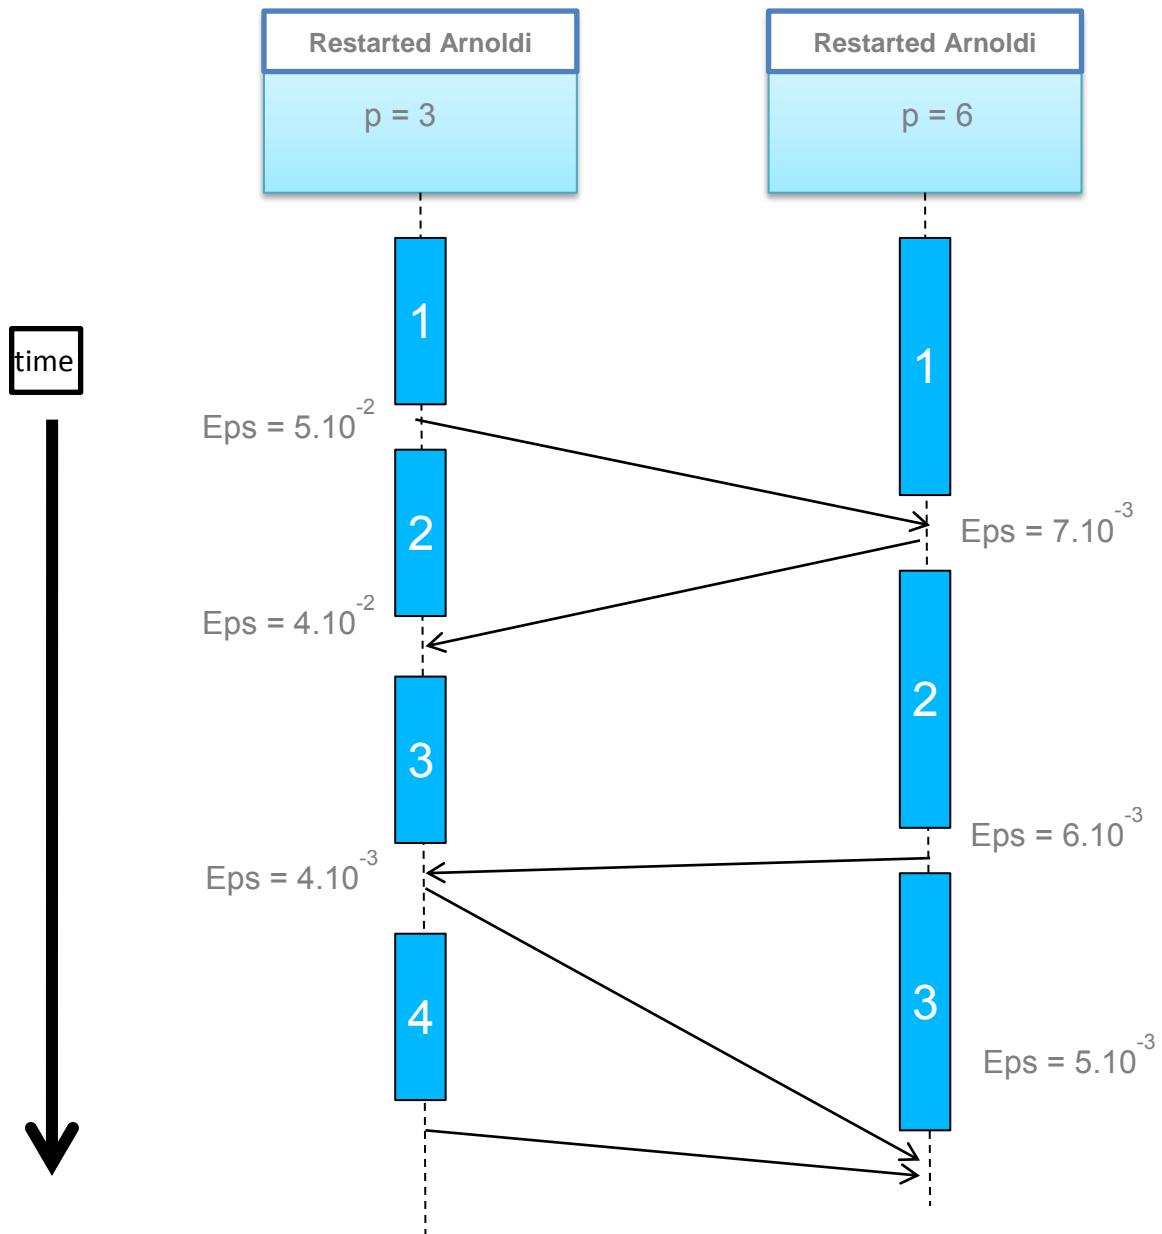 Restarted Arnoldi
Restarted Arnoldi
p = 3
p = 6
1
1
time
Eps = 5.10^-2
2
Eps = 7.10^-3
Eps = 4.10^-2
2
3
Eps = 6.10^-3
Eps = 4.10^-3
4
3
Eps = 5.10^-3